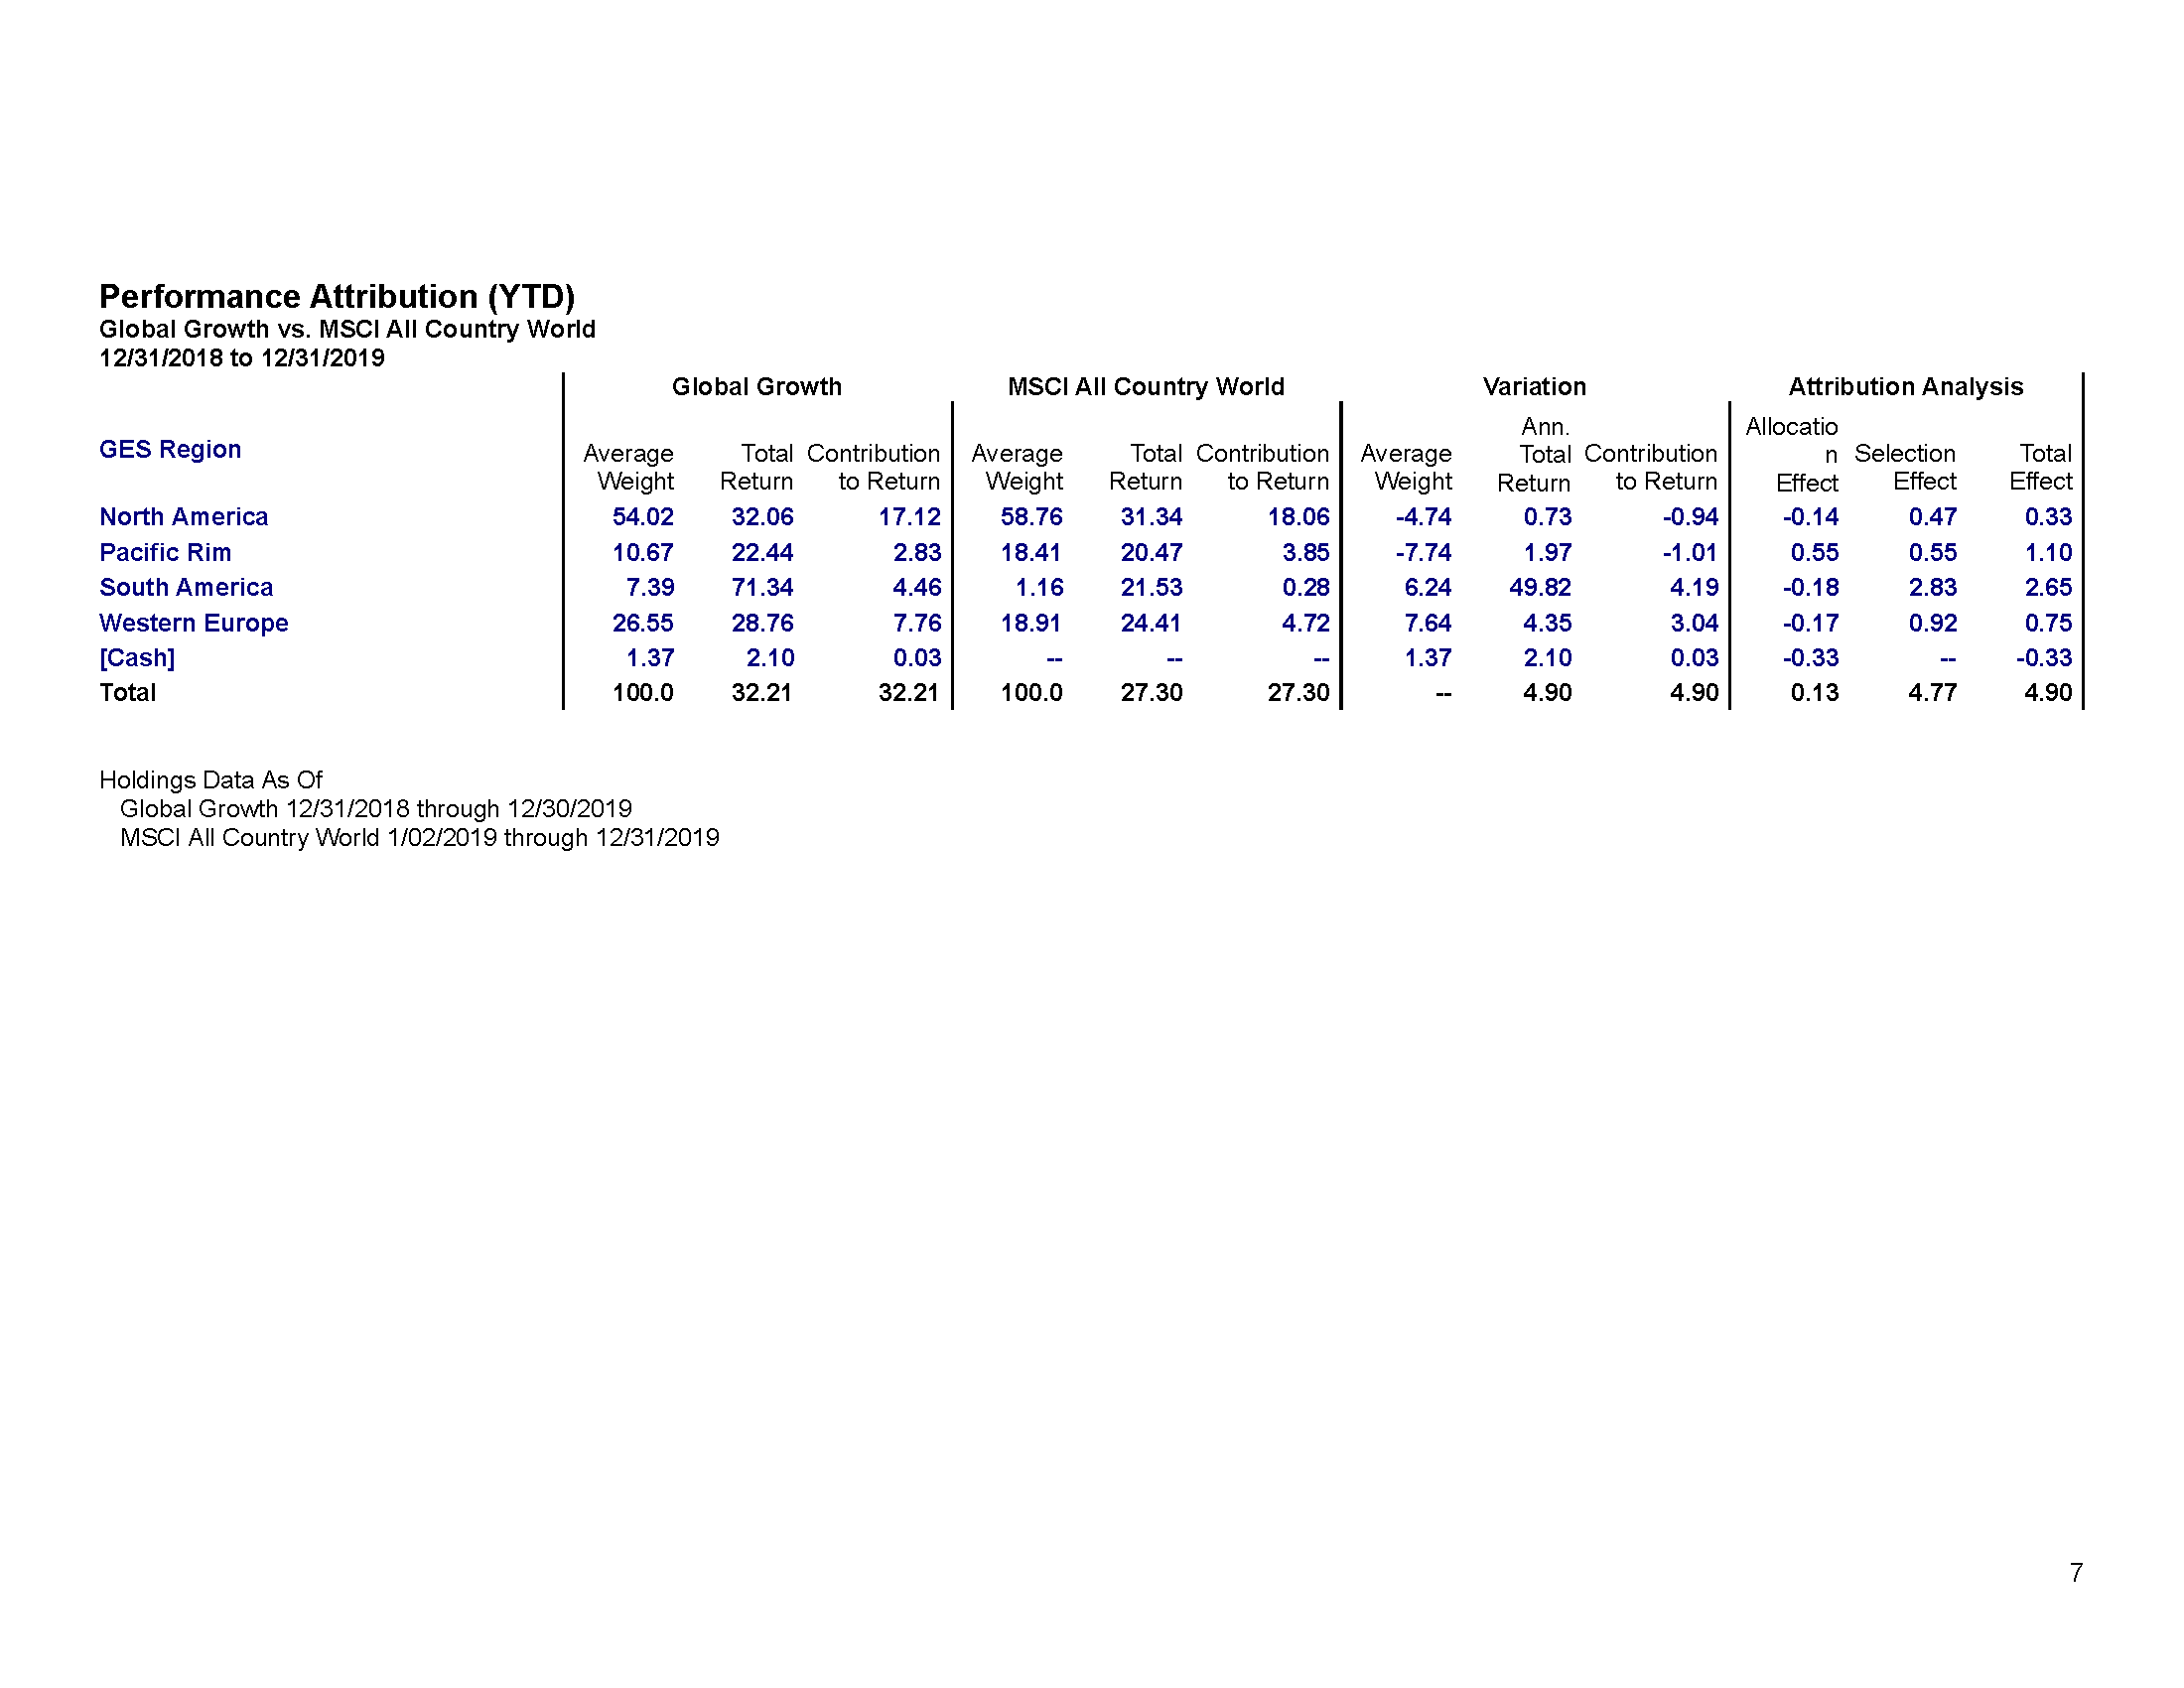 Performance Attribution (YTD)
Global Growth vs. MSCI All Country World
12/31/2018 to 12/31/2019
Global Growth MSCI All Country World Variation Attribution Analysis
GES Region Average Weight Total Return Contribution to Return Average Weight Total Return Contribution to Return Average Weight Ann. Total Return Contribution to Return Allocatio n Effect Selection Effect Total Effect
North America 54.02 32.06 17.12 58.76 31.34 18.06 -4.74 0.73 -0.94 -0.14 0.47 0.33
Pacific Rim 10.67 22.44 2.83 18.41 20.47 3.85 -7.74 1.97 -1.01 0.55 0.55 1.10
South America 7.39 71.34 4.46 1.16 21.53 0.28 6.24 49.82 4.19 -0.18 2.83 2.65
Western Europe 26.55 28.76 7.76 18.91 24.41 4.72 7.64 4.35 3.04 -0.17 0.92 0.75
[Cash] 1.37 2.10 0.03 -- -- -- 1.37 2.10 0.03 -0.33 -- -0.33
Total 100.0 32.21 32.21 100.0 27.30 27.30 -- 4.90 4.90 0.13 4.77 4.90
Holdings Data As Of
Global Growth 12/31/2018 through 12/30/2019
MSCI All Country World 1/02/2019 through 12/31/2019
7